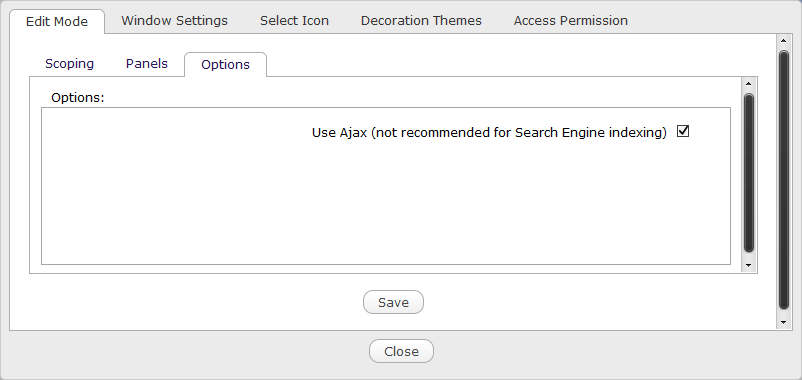 Edit Mode Window Settings Select Icon Decoration Themes Access Permission
Scoping Panels Options
Options:
Use Ajax (not recommended for Search Engine indexing)
Save
Close